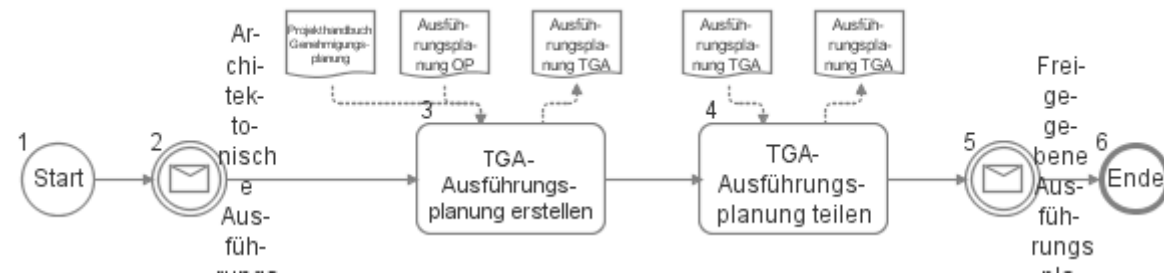 1
Start
2
Ar-
chi-
tek-
to-
nisch
e
Aus-
füh-
rungs
Projekthandbuch
Genehmigungs-
planung
Ausfüh-
rungspla-
nung OP
Ausfüh-
rungspla-
nung TGA
3
TGA-
Ausführungs-
planung erstellen
Ausfüh-
rungspla-
nung TGA
Ausfüh-
rungspla-
nung TGA
4
TGA-
Ausführungs-
planung teilen
5
Frei-
ge-
ge-
bene
Aus-
füh-
rungs
6
Ende